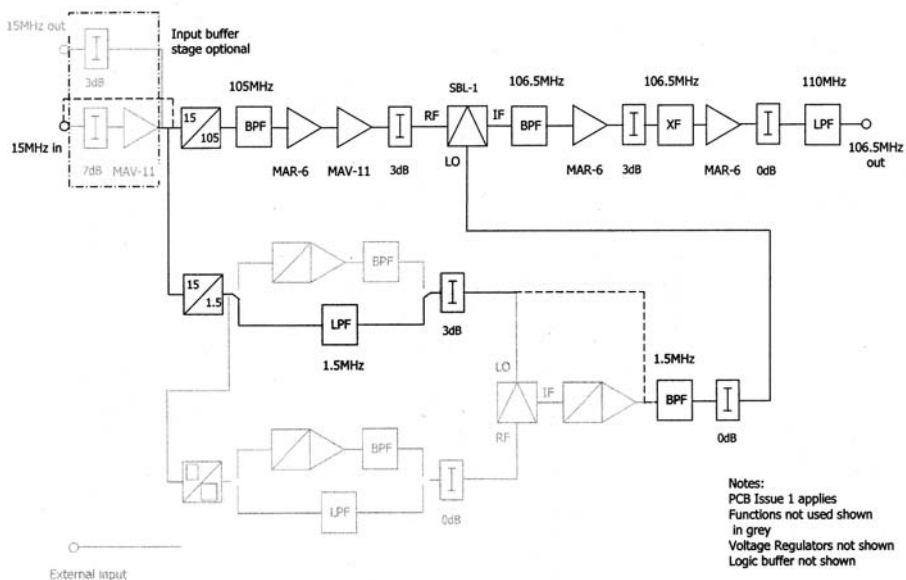 15MHz out
3dB
Input buffer
stage optional
15MHz in
7dB
MAV-11
15
105
105MHz
BPF
MAR-6
MAV-11
3dB
RF
SBL-1
LO
IF
106.5MHz
BPF
MAR-6
3dB
106.5MHz
XF
MAR-6
0dB
110MHz
LPF
106.5MHz
out
15
1.5
BPF
LPF
1.5MHz
3dB
LO
IF
RF
1.5MHz
BPF
0dB
BPF
LPF
0dB
External input
Notes:
PCB Issue 1 applies
Functions not used shown
in grey
Voltage Regulators not shown
Logic buffer not shown